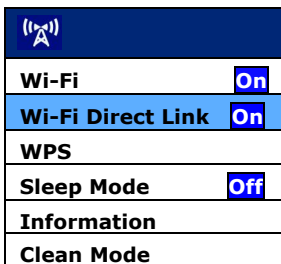 Wi-Fi On
Wi-Fi Direct Link On
WPS
Sleep Mode Off
Information
Clean Mode